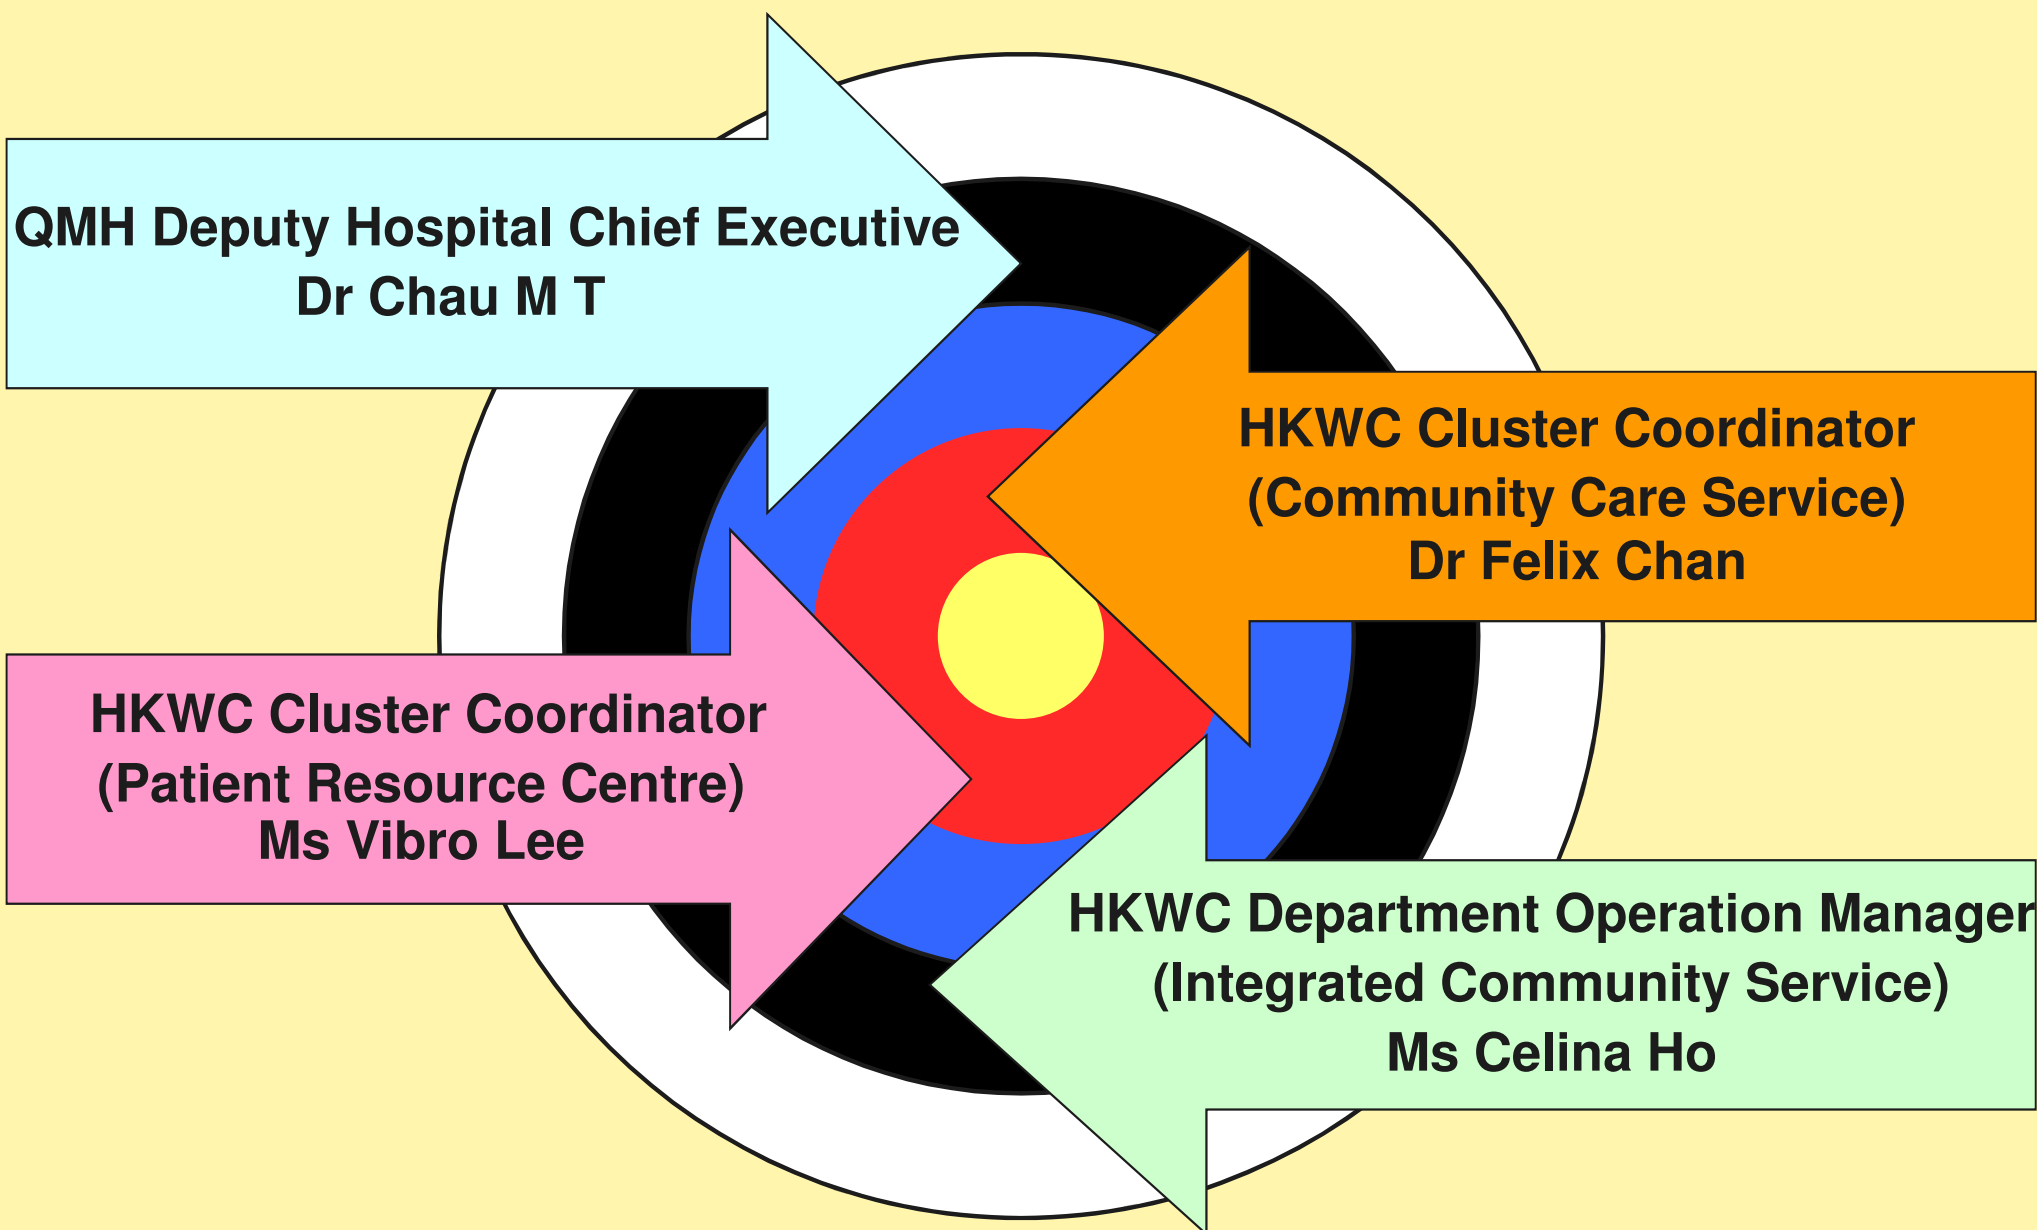 QMH Deputy Hospital Chief Executive
Dr Chau M T
HKWC Cluster Coordinator
(Community Care Service)
Dr Felix Chan
HKWC Cluster Coordinator
(Patient Resource Centre)
Ms Vibro Lee
HKWC Department Operation Manager
(Integrated Community Service)
Ms Celina Ho